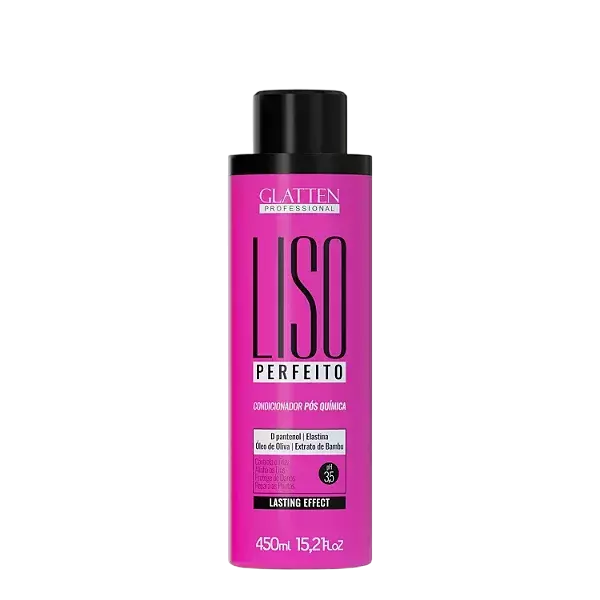 GLATTEN
PROFESSIONAL
LISO
PERFEITO
CONDICIONADOR PÓS QUÍMICA
D pantenol | Elastina
Óleo de Oliva | Extrato de Bambu
pH
3,5
LASTING EFFECT
450ml 15,21fl.oz